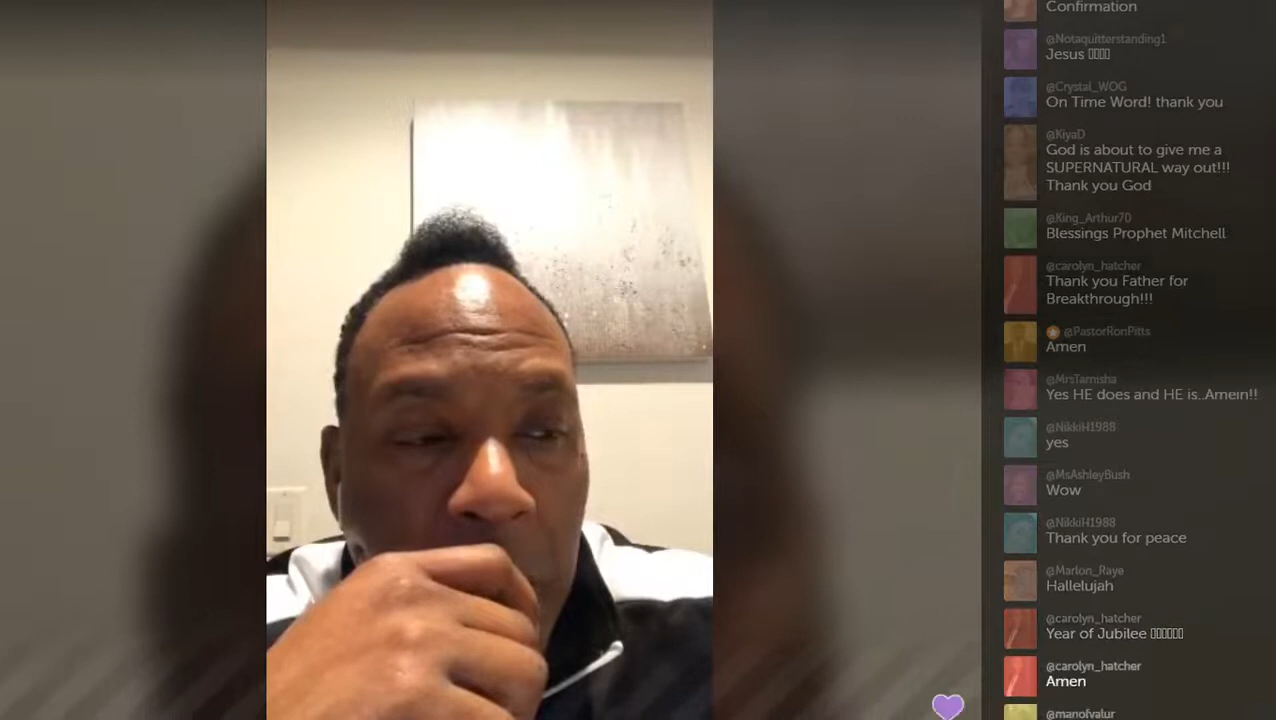 Confirmation
@Notaquitterstanding1
Jesus
@Crystal_WOG
On Time Word! thank you
@KiyaD
God is about to give me a
SUPERNATURAL way out!!!
Thank you God
@King_Arthur70
Blessings Prophet Mitchell
@carolyn_hatcher
Thank you Father for
Breakthrough!!!
@PastorRonPitts
Amen
@MrsTamisha
Yes HE does and HE is..Amein!!
@NikkiH1988
yes
@MsAshleyBush
Wow
@NikkiH1988
Thank you for peace
@Marlon_Raye
Hallelujah
@carolyn_hatcher
Year of Jubilee
@carolyn_hatcher
Amen
@manofvalur